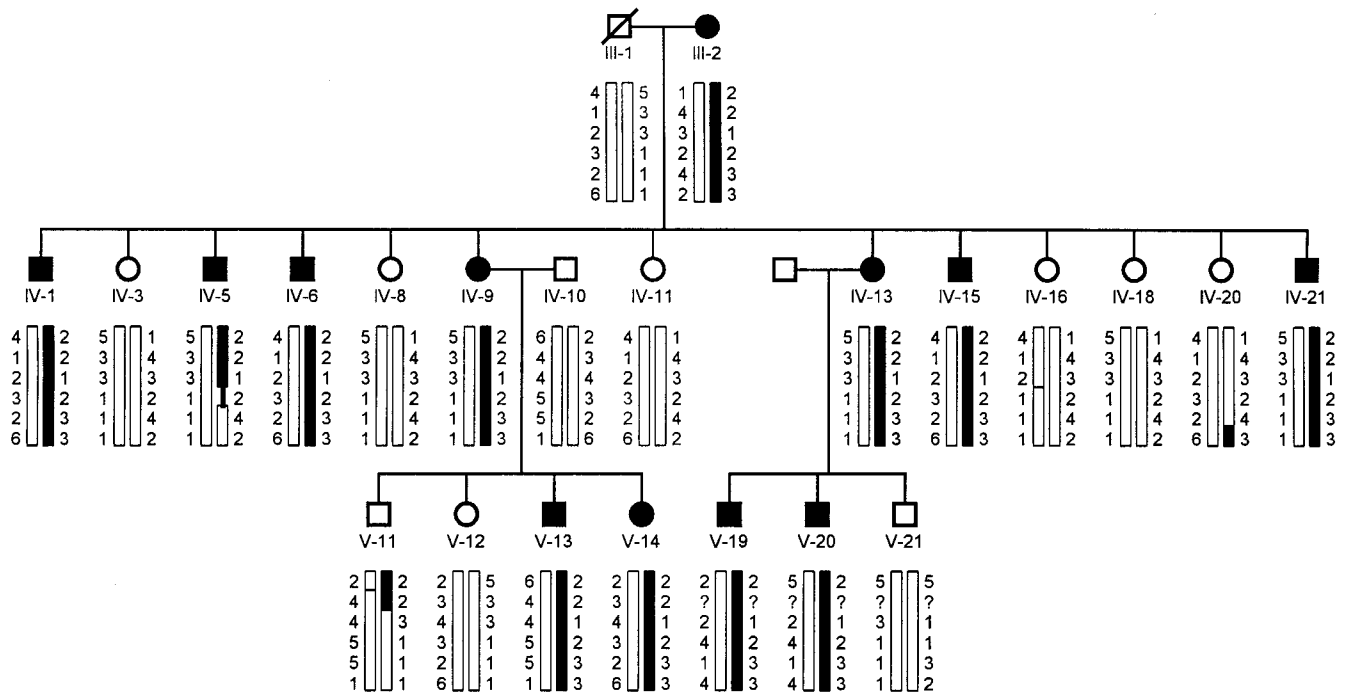 III-1 III-2
4 5 1 2
1 3 4 2
2 3 3 1
3 1 2 2
2 1 4 3
6 1 2 3
IV-1 IV-3 IV-5 IV-6 IV-8 IV-9 IV-10 IV-11 IV-13 IV-15 IV-16 IV-18 IV-20 IV-21
4 2 5 1 5 2 4 2 5 1 5 2 6 2 4 1 5 2 4 2 4 1 5 1 4 1 5 2
1 2 3 4 3 2 1 2 3 4 3 2 4 3 1 4 3 2 1 2 1 4 3 4 1 4 3 2
2 1 3 3 3 1 2 1 3 3 3 1 4 4 2 3 3 1 2 1 2 3 3 3 2 3 3 1
3 2 1 2 1 2 3 2 1 2 1 2 5 3 3 2 1 2 3 2 1 2 1 2 3 2 1 2
2 3 1 4 1 4 2 3 1 4 1 3 5 2 2 4 1 3 2 3 1 4 1 4 2 4 1 3
6 3 1 2 1 2 6 3 1 2 1 3 1 6 6 2 1 3 6 3 1 2 1 2 6 3 1 3
V-11 V-12 V-13 V-14 V-19 V-20 V-21
2 2 2 5 6 2 2 2 2 2 5 2 5 5
4 2 3 3 4 2 3 2 ? ? ? ? ? ?
4 3 4 3 4 1 4 1 2 1 2 1 3 1
5 1 3 1 5 2 3 2 4 2 4 2 1 1
5 1 2 1 5 3 2 3 1 3 1 3 1 3
1 1 6 1 1 3 6 3 4 3 4 3 1 2